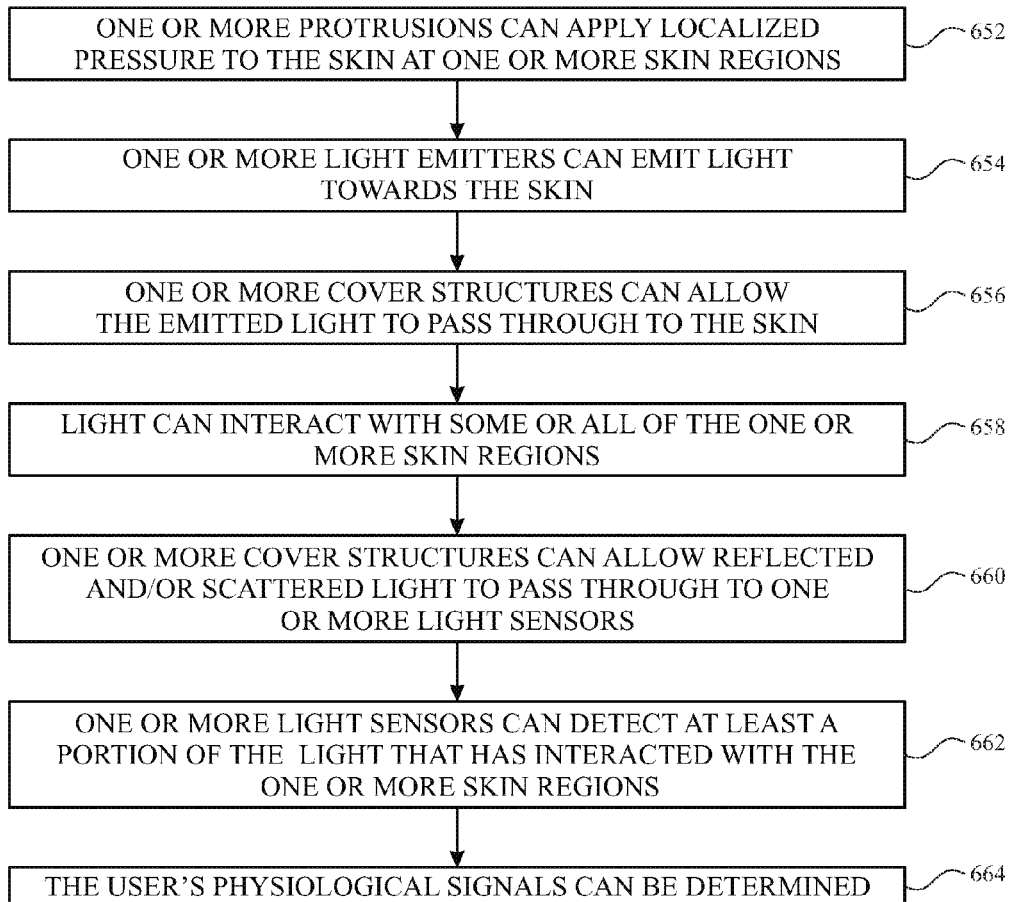 ONE OR MORE PROTRUSIONS CAN APPLY LOCALIZED
PRESSURE TO THE SKIN AT ONE OR MORE SKIN REGIONS
652
ONE OR MORE LIGHT EMITTERS CAN EMIT LIGHT
TOWARDS THE SKIN
654
ONE OR MORE COVER STRUCTURES CAN ALLOW
THE EMITTED LIGHT TO PASS THROUGH TO THE SKIN
656
LIGHT CAN INTERACT WITH SOME OR ALL OF THE ONE OR
MORE SKIN REGIONS
658
ONE OR MORE COVER STRUCTURES CAN ALLOW REFLECTED
AND/OR SCATTERED LIGHT TO PASS THROUGH TO ONE
OR MORE LIGHT SENSORS
660
ONE OR MORE LIGHT SENSORS CAN DETECT AT LEAST A
PORTION OF THE LIGHT THAT HAS INTERACTED WITH THE
ONE OR MORE SKIN REGIONS
662
THE USER'S PHYSIOLOGICAL SIGNALS CAN BE DETERMINED
664